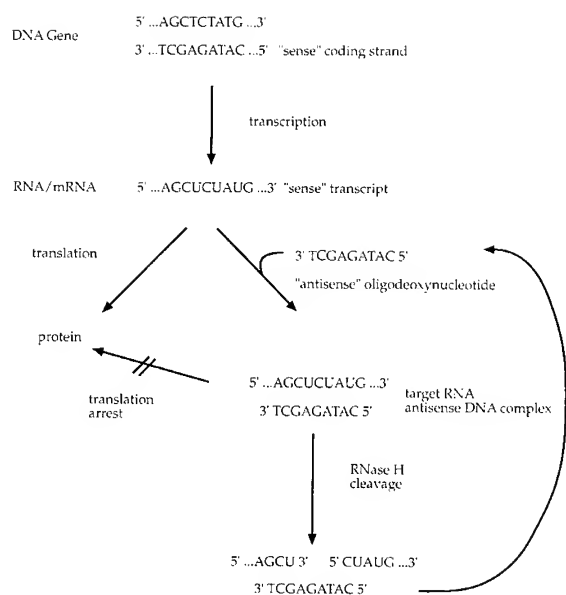 5' ...AGCTCTATG ...3'
DNA Gene
3' ...TCGAGATAC ...5' "sense" coding strand
transcription
RNA/mRNA 5' ...AGCUCUAUG ...3' "sense" transcript
translation
3' TCGAGATAC 5'
"antisense" oligodeoxynucleotide
protein
5' ...AGCUCUAUG ...3'
target RNA
translation
arrest
3' TCGAGATAC 5'
antisense DNA complex
RNase H
cleavage
5' ...AGCU 3' 5' CUAUG ...3'
3' TCGAGATAC 5'